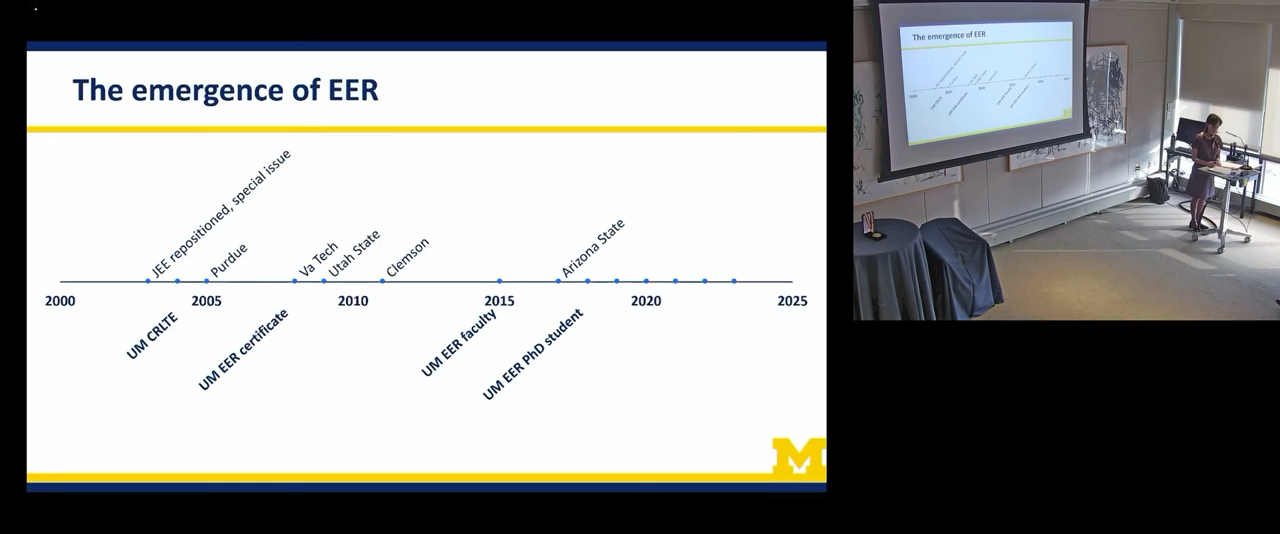 The emergence of EER
JEE repositioned, special issue
Purdue
Va Tech
Utah State
Clemson
Arizona State
2000
2005
2010
2015
2020
2025
UM CRLTE
UM EER certificate
UM EER faculty
UM EER PhD student
M
The emergence of EER